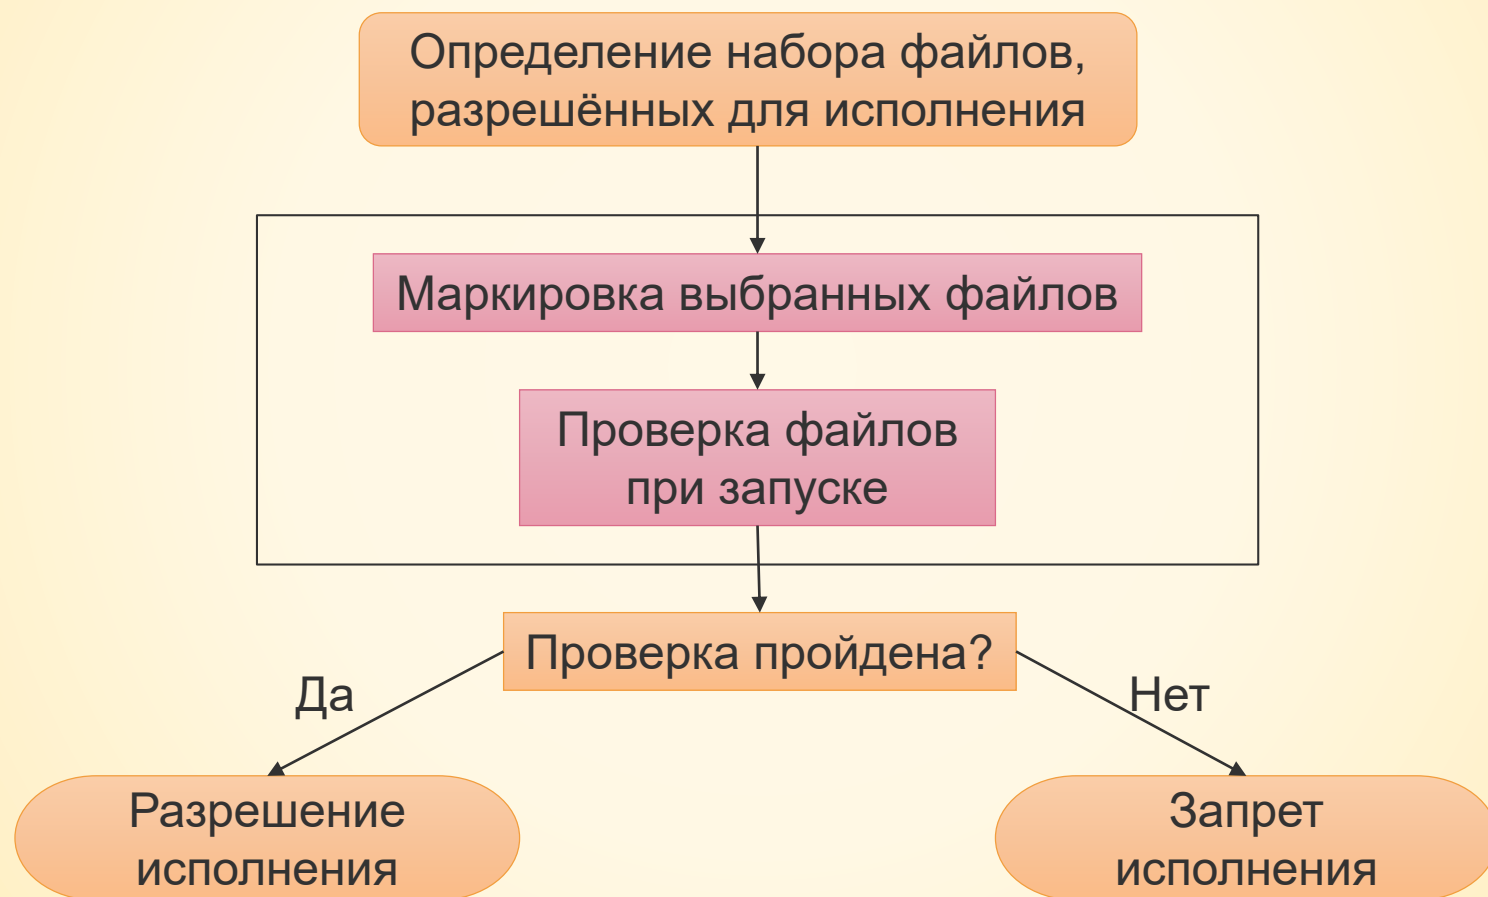 Определение набора файлов,
разрешённых для исполнения
Маркировка выбранных файлов
Проверка файлов
при запуске
Проверка пройдена?
Да
Нет
Разрешение
исполнения
Запрет
исполнения